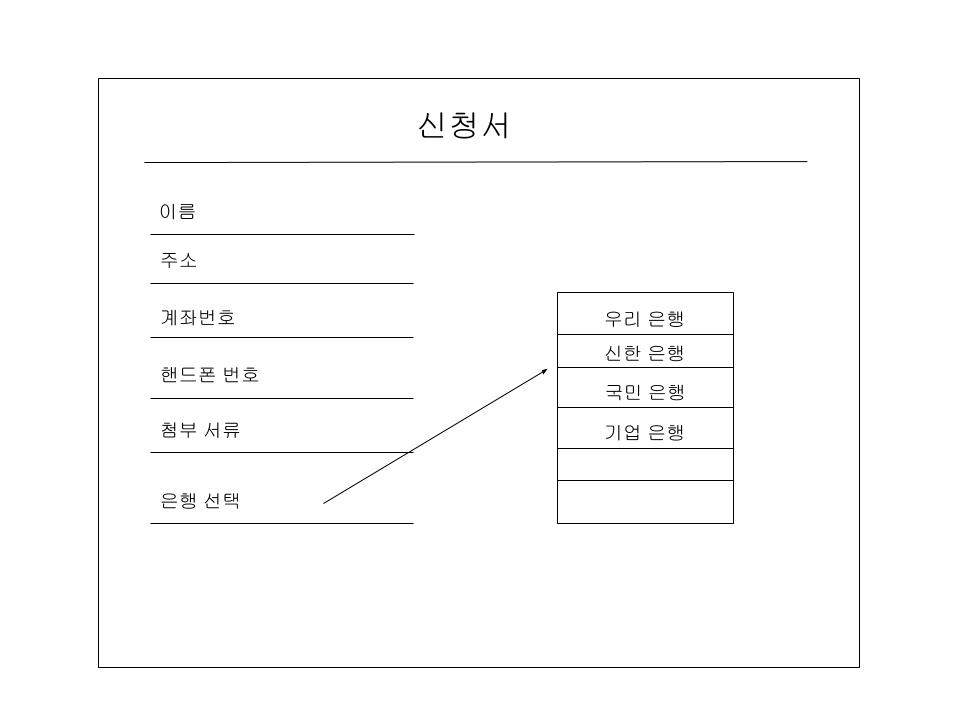 신청서
이름
주소
계좌번호
핸드폰 번호
첨부 서류
은행 선택
우리 은행
신한 은행
국민 은행
기업 은행